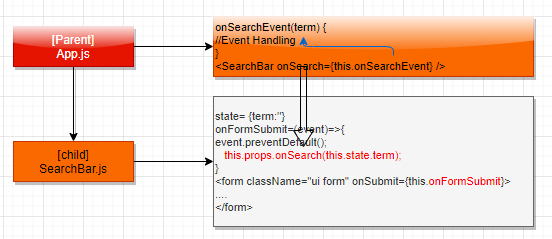 [Parent]
App.js
onSearchEvent(term) {
//Event Handling
}
<SearchBar onSearch={this.onSearchEvent} />
[child]
SearchBar.js
state= {term:''}
onFormSubmit=(event)=>{
event.preventDefault();
this.props.onSearch(this.state.term);
}
<form className="ui form" onSubmit={this.onFormSubmit}>
....
</form>